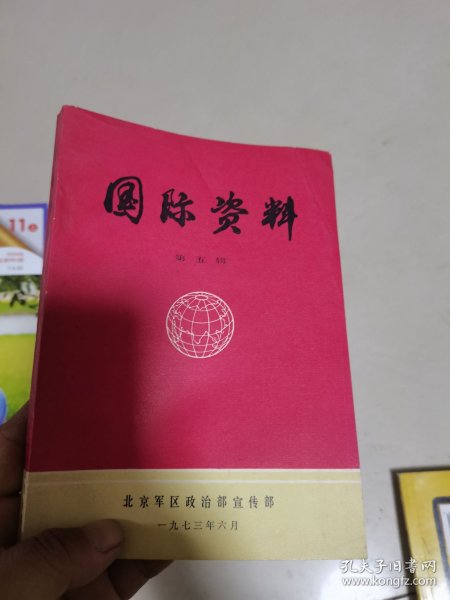 国际资料
第五辑
北京军区政治部宣传部
一九七三年六月
11
孔夫子旧书网
www.kongfz.com